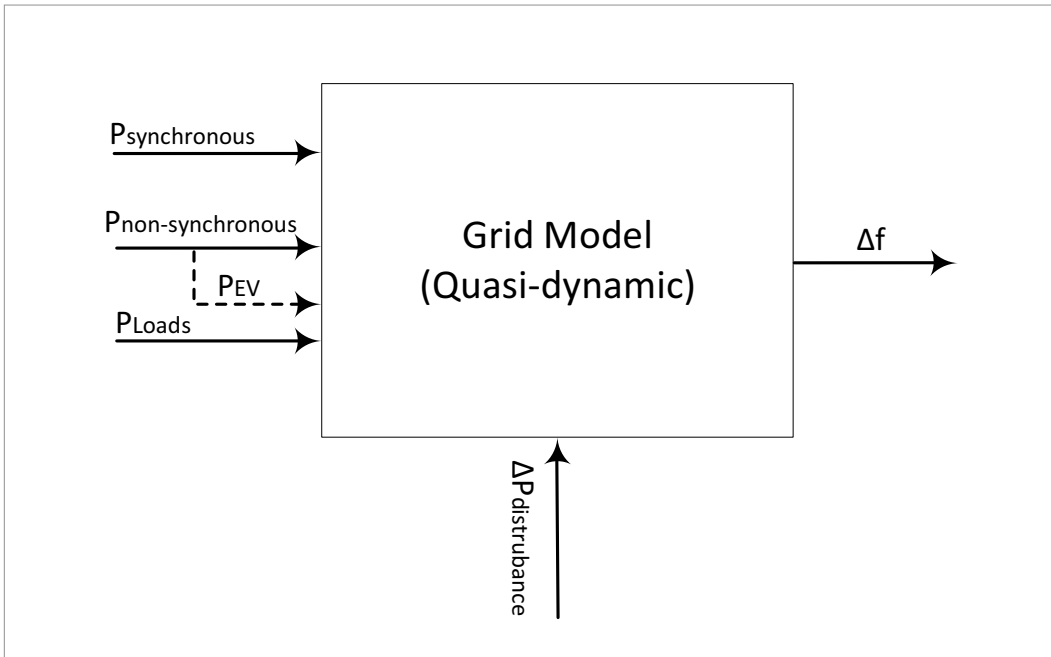 Psynchronous
Pnon-synchronous
PEV
PLoads
Grid Model
(Quasi-dynamic)
Δf
ΔPdistrubance